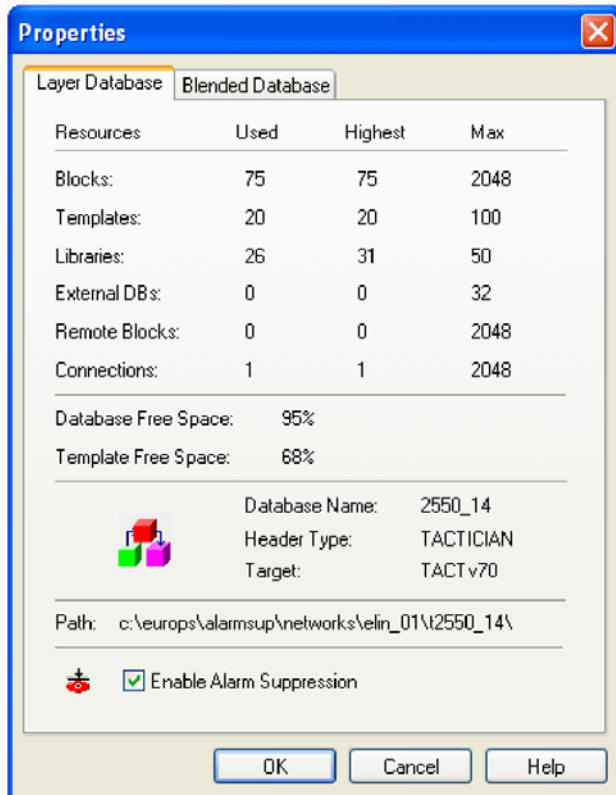 Properties
Layer Database Blended Database
Resources Used Highest Max
Blocks: 75 75 2048
Templates: 20 20 100
Libraries: 26 31 50
External DBs: 0 0 32
Remote Blocks: 0 0 2048
Connections: 1 1 2048
Database Free Space: 95%
Template Free Space: 68%
Database Name: 2550_14
Header Type: TACTICIAN
Target: TACTv70
Path: c:\europs\alarmsup\networks\elin_01\t2550_14\
Enable Alarm Suppression
OK Cancel Help